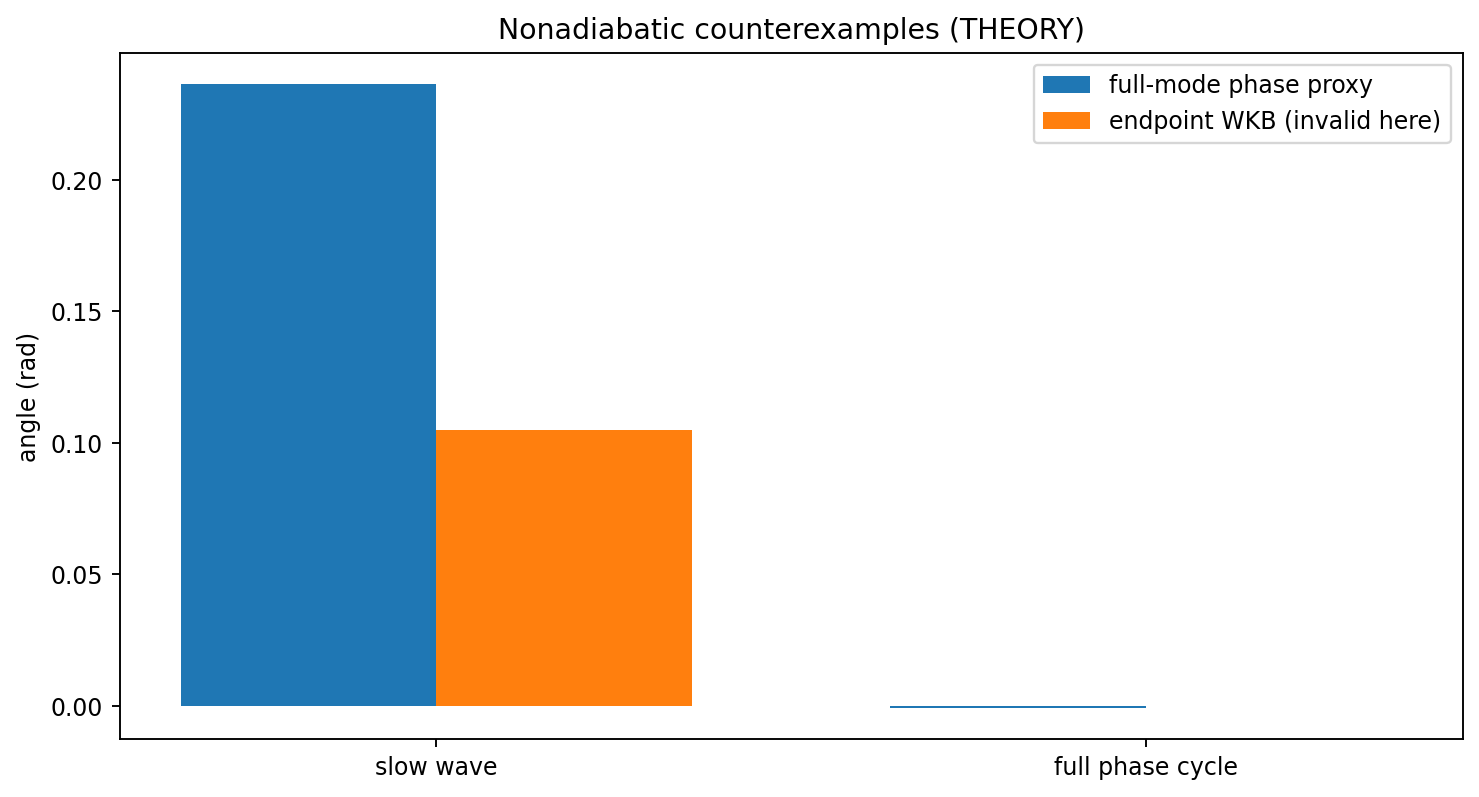 Nonadiabatic counterexamples (THEORY)
full-mode phase proxy
endpoint WKB (invalid here)
angle (rad)
0.20
0.15
0.10
0.05
0.00
slow wave
full phase cycle